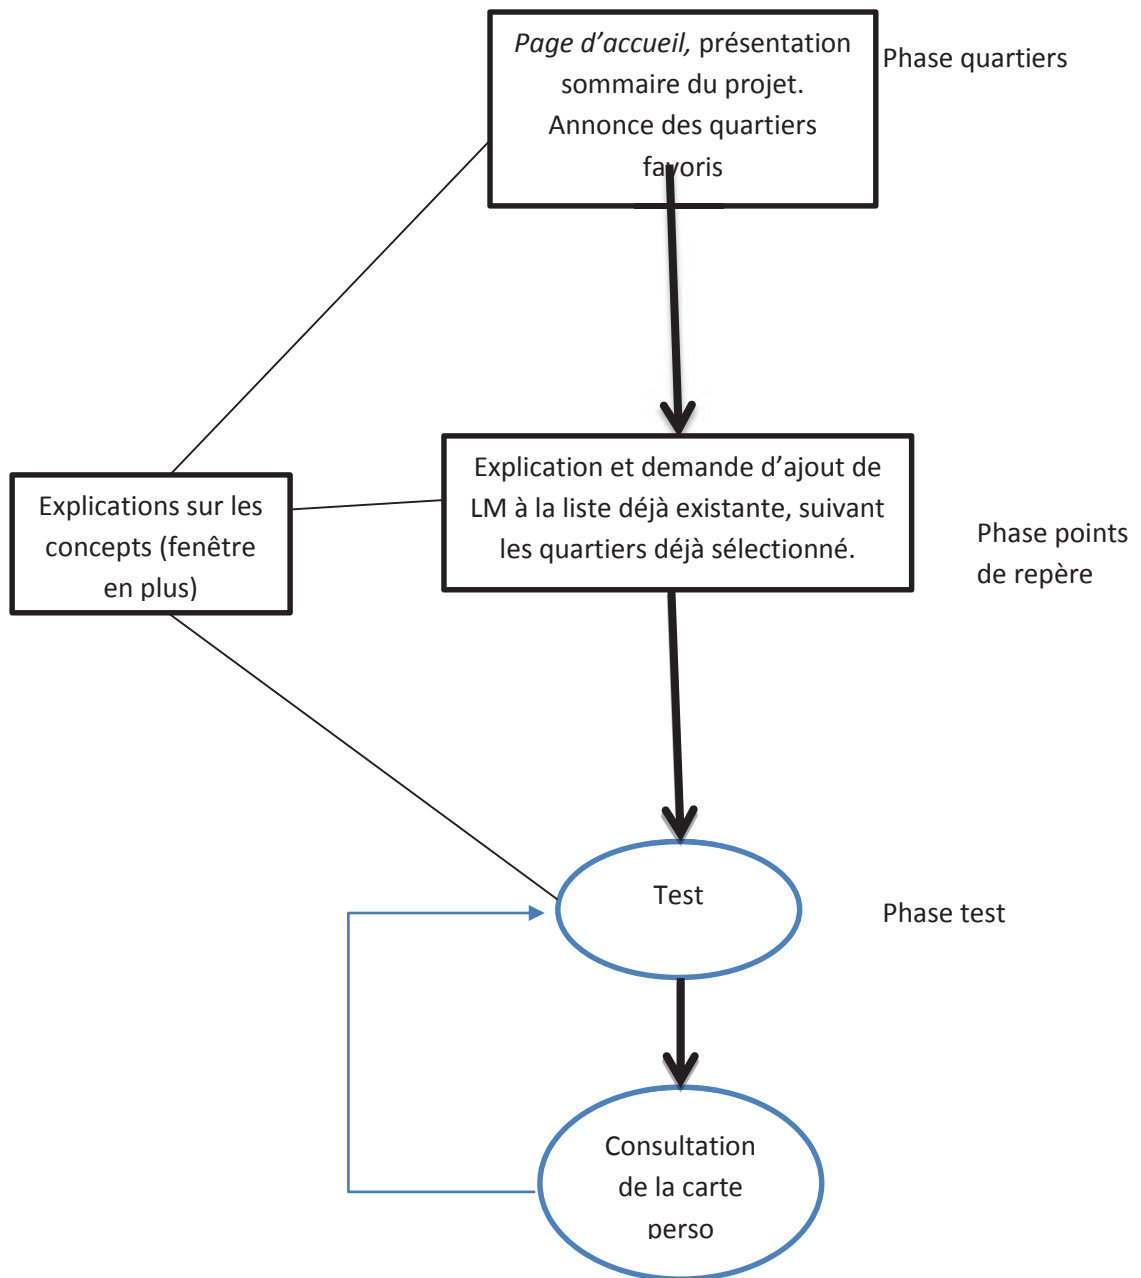 Page d’accueil, présentation
sommaire du projet.
Annonce des quartiers
favoris
Phase quartiers
Explication et demande d’ajout de
LM à la liste déjà existante, suivant
les quartiers déjà sélectionné.
Explications sur les
concepts (fenêtre
en plus)
Phase points
de repère
Test
Phase test
Consultation
de la carte
perso